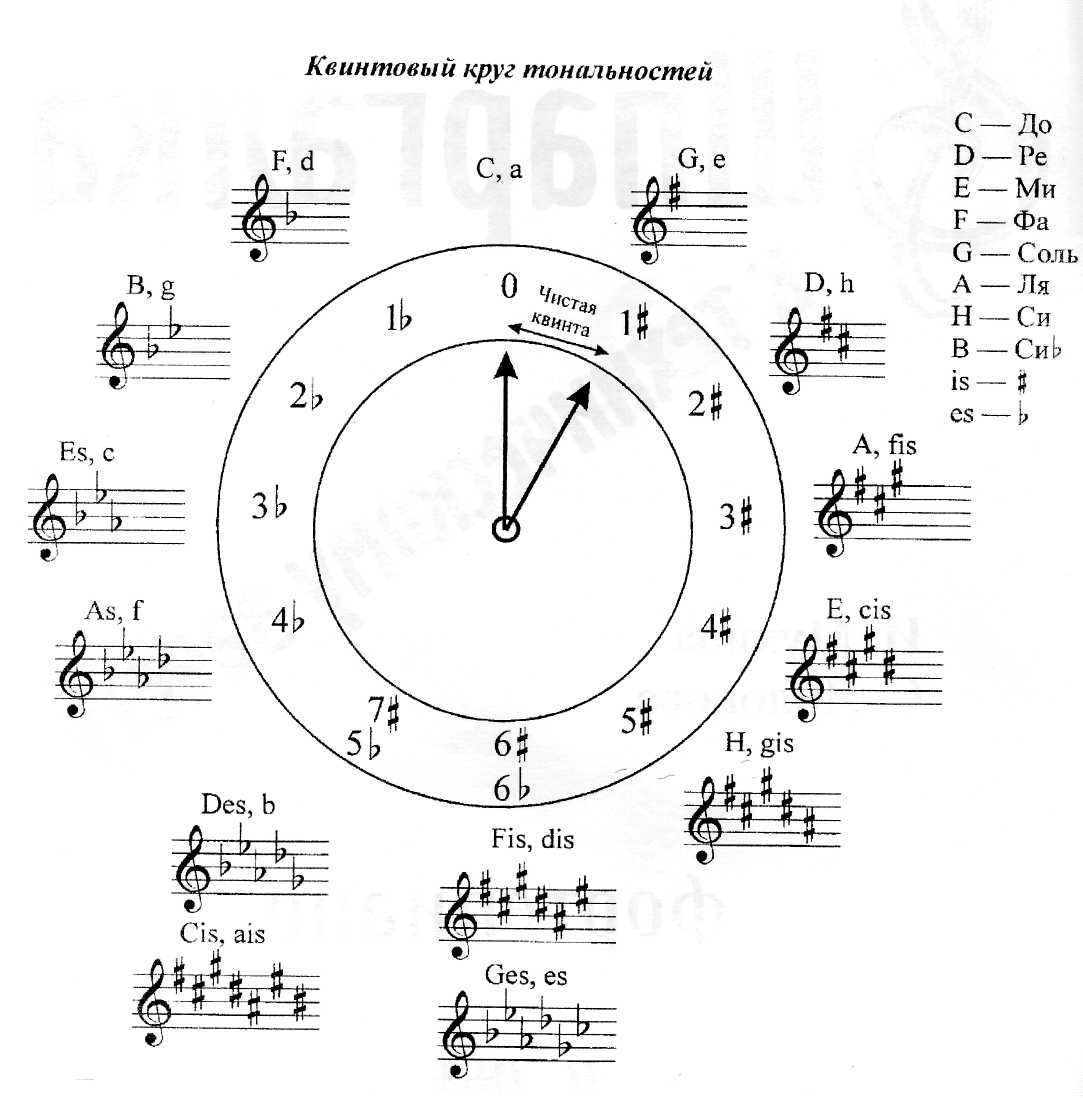 Квинтовый круг тональностей
C — До
D — Ре
E — Ми
F — Фа
G — Соль
A — Ля
H — Си
B — Си♭
is — ♯
es — ♭
C, a
G, e
D, h
A, fis
E, cis
H, gis
Fis, dis
Ges, es
Des, b
Cis, ais
As, f
Es, c
B, g
F, d
0
Чистая
квинта
1♯
2♯
3♯
4♯
5♯
6♯
6♭
7♯
5♭
4♭
3♭
2♭
1♭